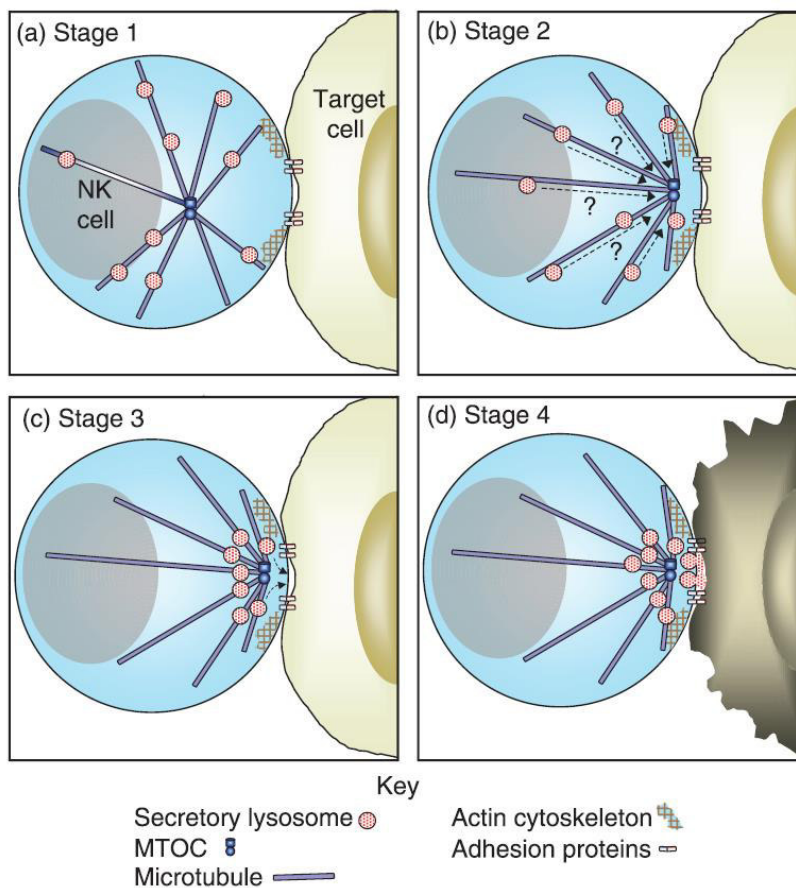 (a) Stage 1
Target
cell
NK
cell
(b) Stage 2
?
?
?
(c) Stage 3
(d) Stage 4
Key
Secretory lysosome
MTOC
Microtubule
Actin cytoskeleton
Adhesion proteins